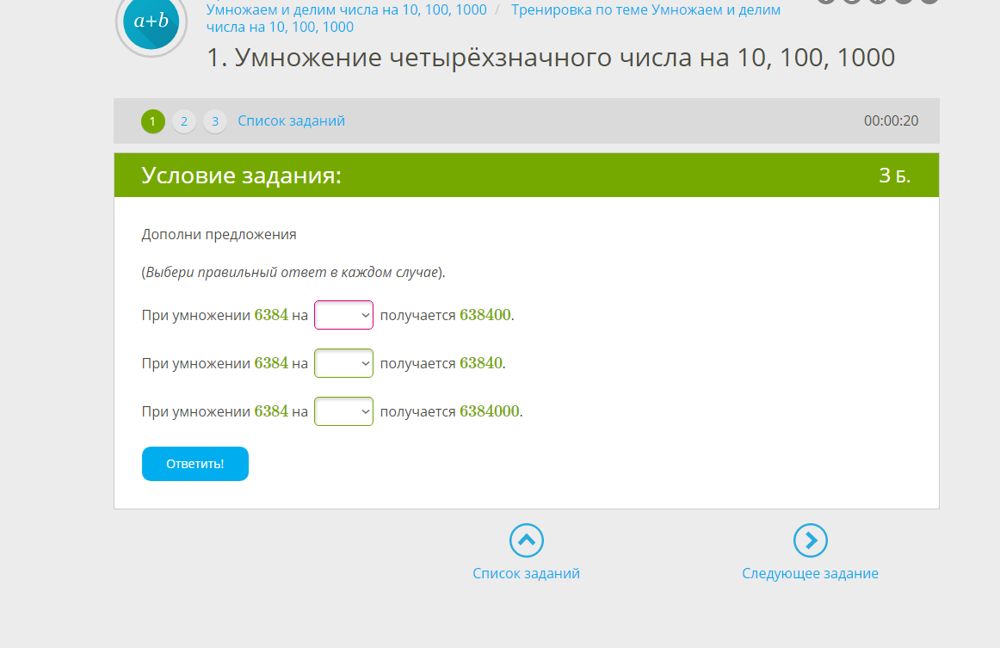 a+b
Умножаем и делим числа на 10, 100, 1000 / Тренировка по теме Умножаем и делим
числа на 10, 100, 1000
1. Умножение четырёхзначного числа на 10, 100, 1000
1 2 3 Список заданий 00:00:20
Условие задания: 3 Б.
Дополни предложения
(Выбери правильный ответ в каждом случае).
При умножении 6384 на получается 638400.
При умножении 6384 на получается 63840.
При умножении 6384 на получается 6384000.
Ответить!
Список заданий Следующее задание